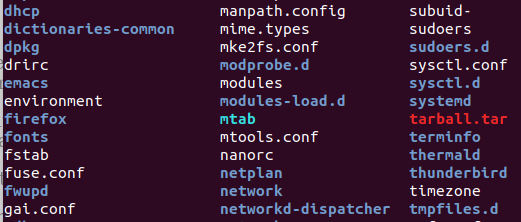 dhcp manpath.config subuid-
dictionaries-common mime.types sudoers
dpkg mke2fs.conf sudoers.d
drirc modprobe.d sysctl.conf
emacs modules sysctl.d
environment modules-load.d systemd
firefox mtab tarball.tar
fonts mtools.conf terminfo
fstab nanorc thermald
fuse.conf netplan thunderbird
fwupd network timezone
gai.conf networkd-dispatcher tmpfiles.d